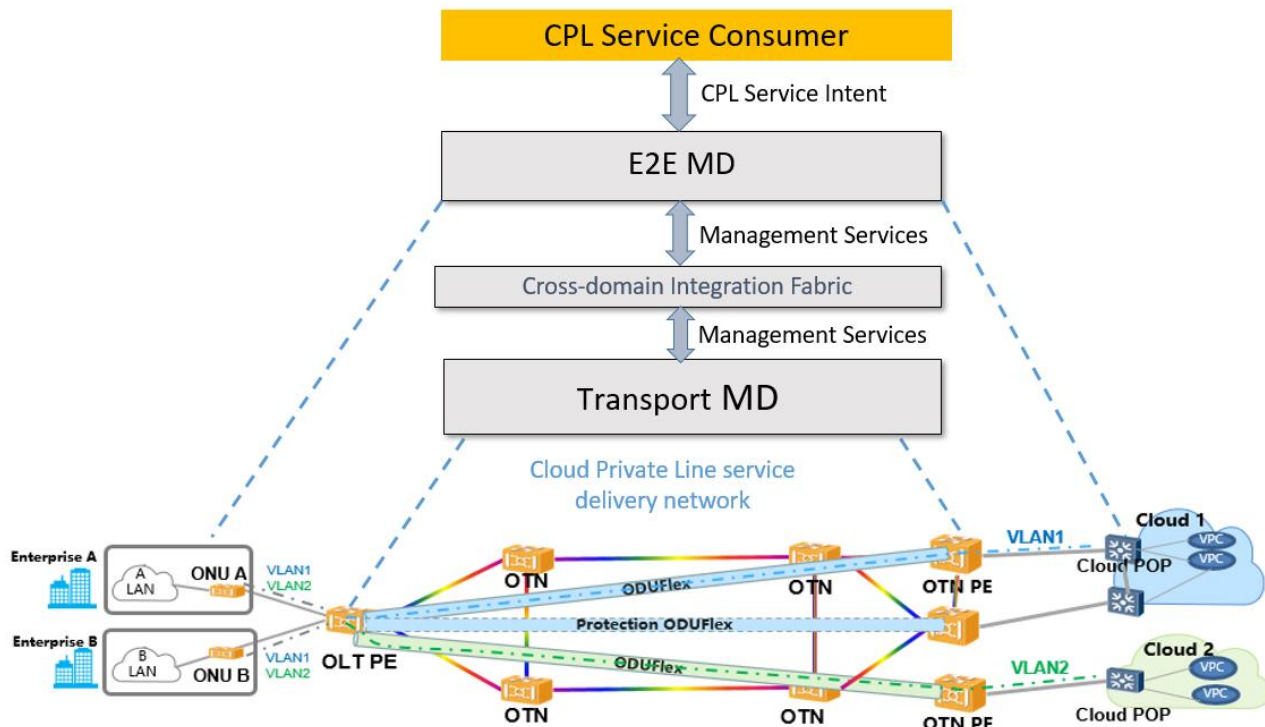 CPL Service Consumer
CPL Service Intent
E2E MD
Management Services
Cross-domain Integration Fabric
Management Services
Transport MD
Cloud Private Line service
delivery network
Enterprise A
A
LAN
ONU A
VLAN1
VLAN2
Enterprise B
B
LAN
ONU B
VLAN1
VLAN2
OLT PE
OTN
OTN
OTN PE
ODUFlex
Protection ODUFlex
ODUFlex
OTN
OTN
OTN PE
VLAN1
Cloud 1
VPC
VPC
Cloud POP
VLAN2
Cloud 2
VPC
VPC
Cloud POP